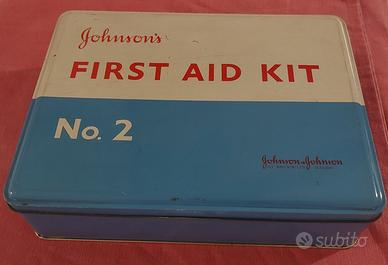 Johnson's
FIRST AID KIT
No. 2
Johnson & Johnson
subito